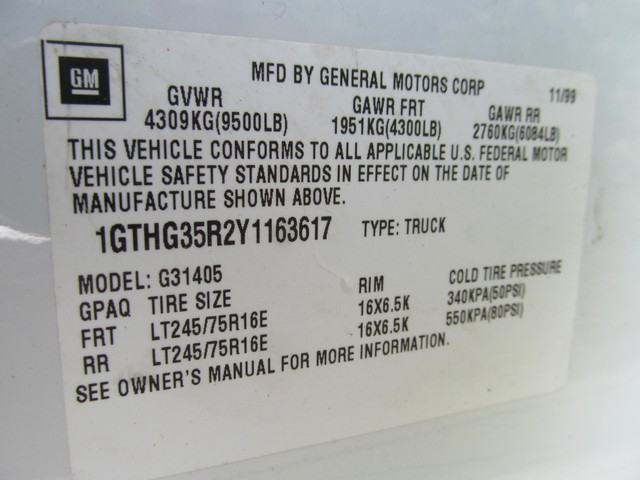 GM
MFD BY GENERAL MOTORS CORP 11/99
GVWR GAWR FRT GAWR RR
4309KG(9500LB) 1951KG(4300LB) 2760KG(6084LB)
THIS VEHICLE CONFORMS TO ALL APPLICABLE U.S. FEDERAL MOTOR
VEHICLE SAFETY STANDARDS IN EFFECT ON THE DATE OF
MANUFACTURE SHOWN ABOVE.
1GTHG35R2Y1163617 TYPE: TRUCK
MODEL: G31405
GPAQ TIRE SIZE RIM COLD TIRE PRESSURE
FRT LT245/75R16E 16X6.5K 340KPA(50PSI)
RR LT245/75R16E 16X6.5K 550KPA(80PSI)
SEE OWNER'S MANUAL FOR MORE INFORMATION.